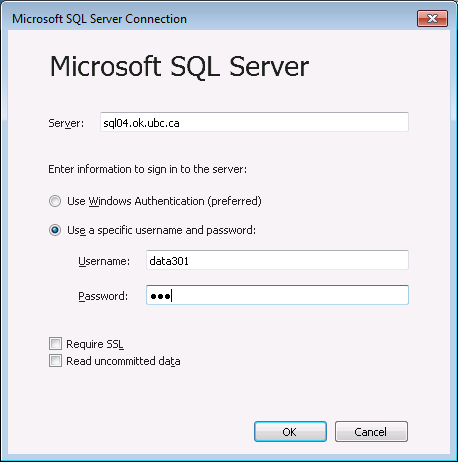 Microsoft SQL Server Connection
Microsoft SQL Server
Server: sql04.ok.ubc.ca
Enter information to sign in to the server:
Use Windows Authentication (preferred)
Use a specific username and password:
Username: data301
Password: ●●●
Require SSL
Read uncommitted data
OK Cancel